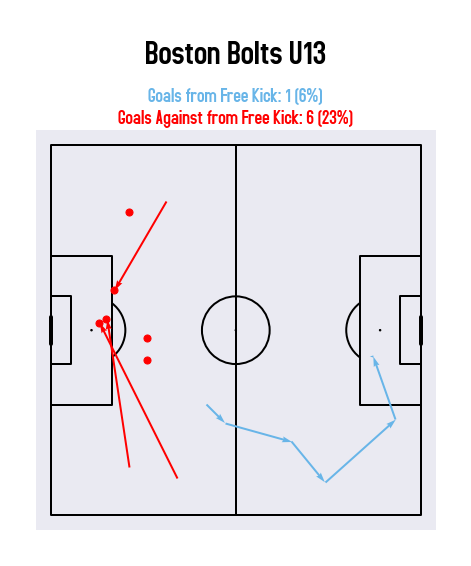 Boston Bolts U13
Goals from Free Kick: 1 (6%)
Goals Against from Free Kick: 6 (23%)